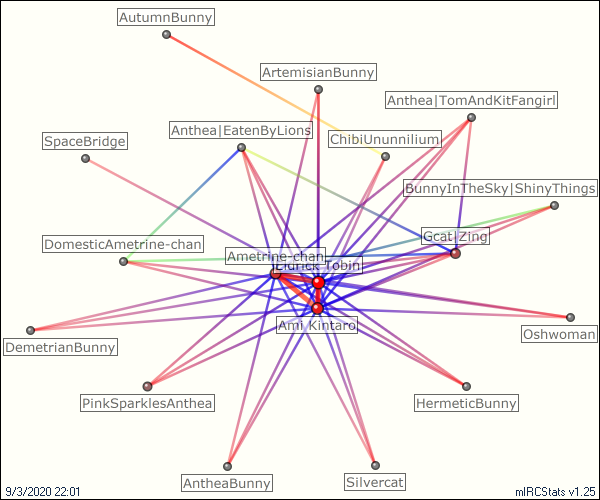 AutumnBunny
ArtemisianBunny
Anthea|TomAndKitFangirl
Anthea|EatenByLions
ChibiUnunnilium
SpaceBridge
BunnyInTheSky|ShinyThings
DomesticAmetrine-chan
Gcat|Zing
Ametrine-chan
Tobin
Ami Kintaro
DemetrianBunny
Oshwoman
PinkSparklesAnthea
HermeticBunny
AntheaBunny
Silvercat
9/3/2020 22:01
mIRCStats v1.25